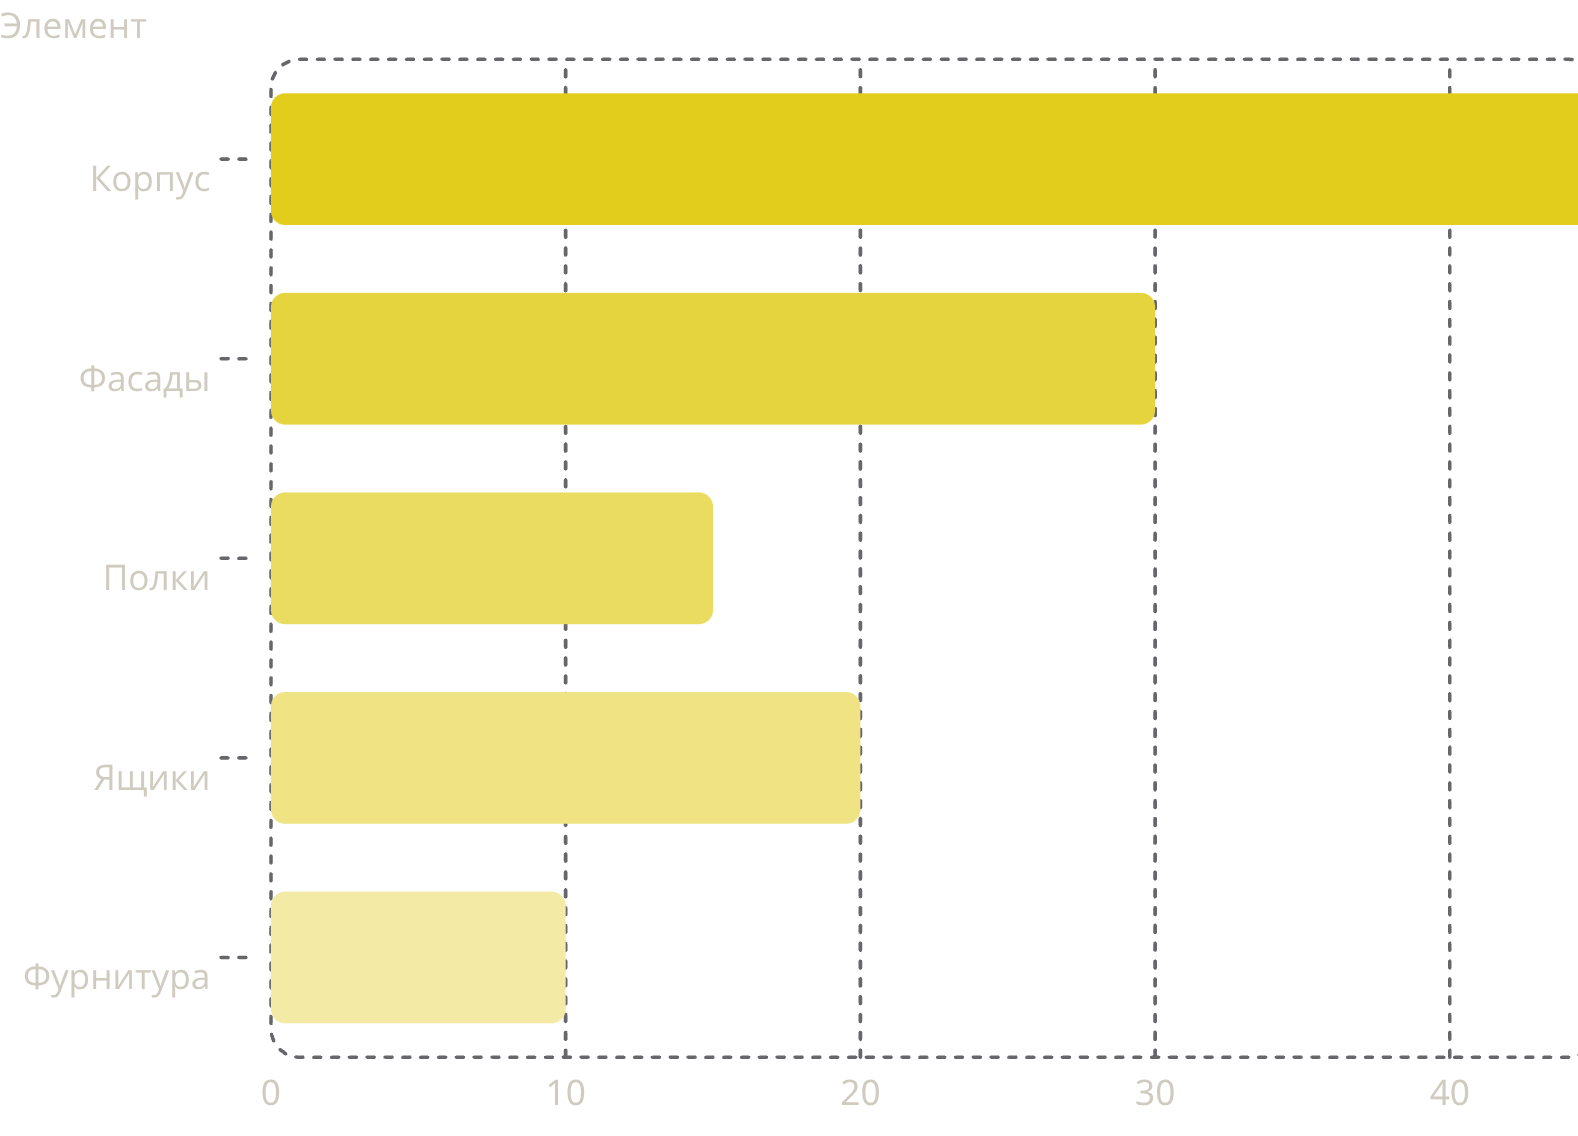 Элемент
Корпус
Фасады
Полки
Ящики
Фурнитура
0 10 20 30 40